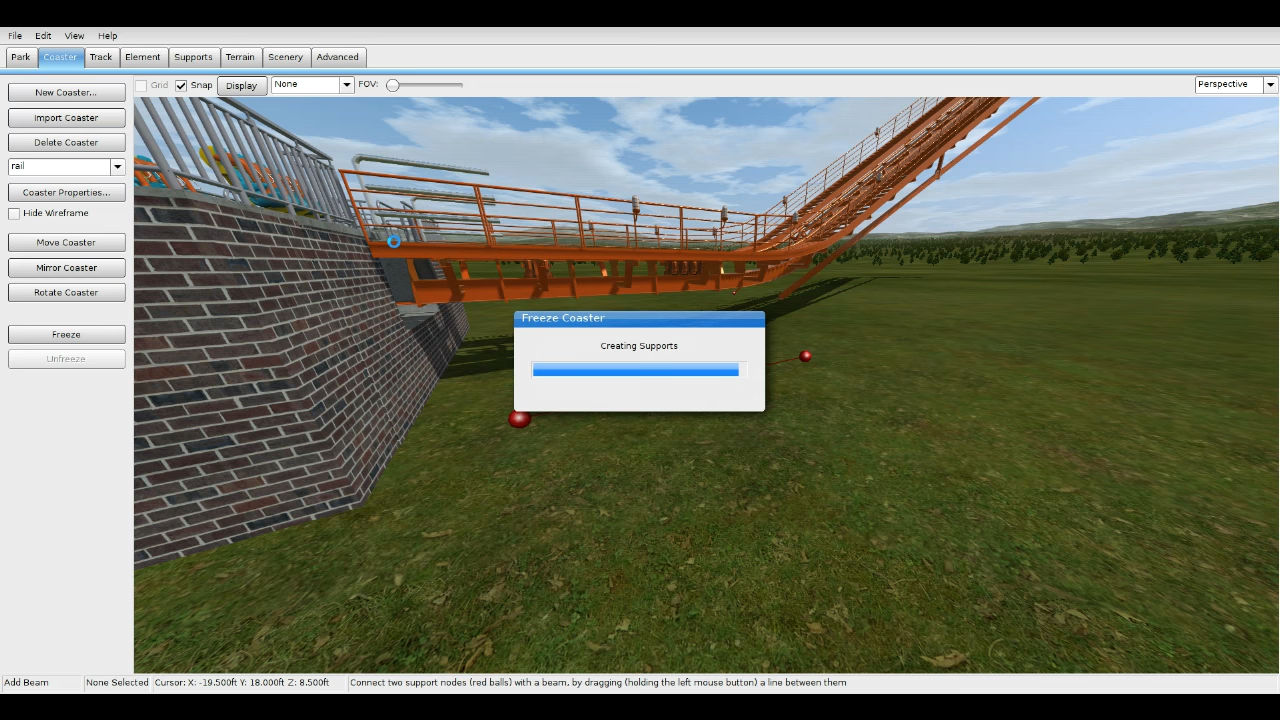 File Edit View Help
Park Coaster Track Element Supports Terrain Scenery Advanced
Grid Snap Display None FOV: Perspective
New Coaster...
Import Coaster
Delete Coaster
rail
Coaster Properties...
Hide Wireframe
Move Coaster
Mirror Coaster
Rotate Coaster
Freeze
Unfreeze
Freeze Coaster
Creating Supports
Add Beam None Selected Cursor: X: -19.500ft Y: 18.000ft Z: 8.500ft Connect two support nodes (red balls) with a beam, by dragging (holding the left mouse button) a line between them